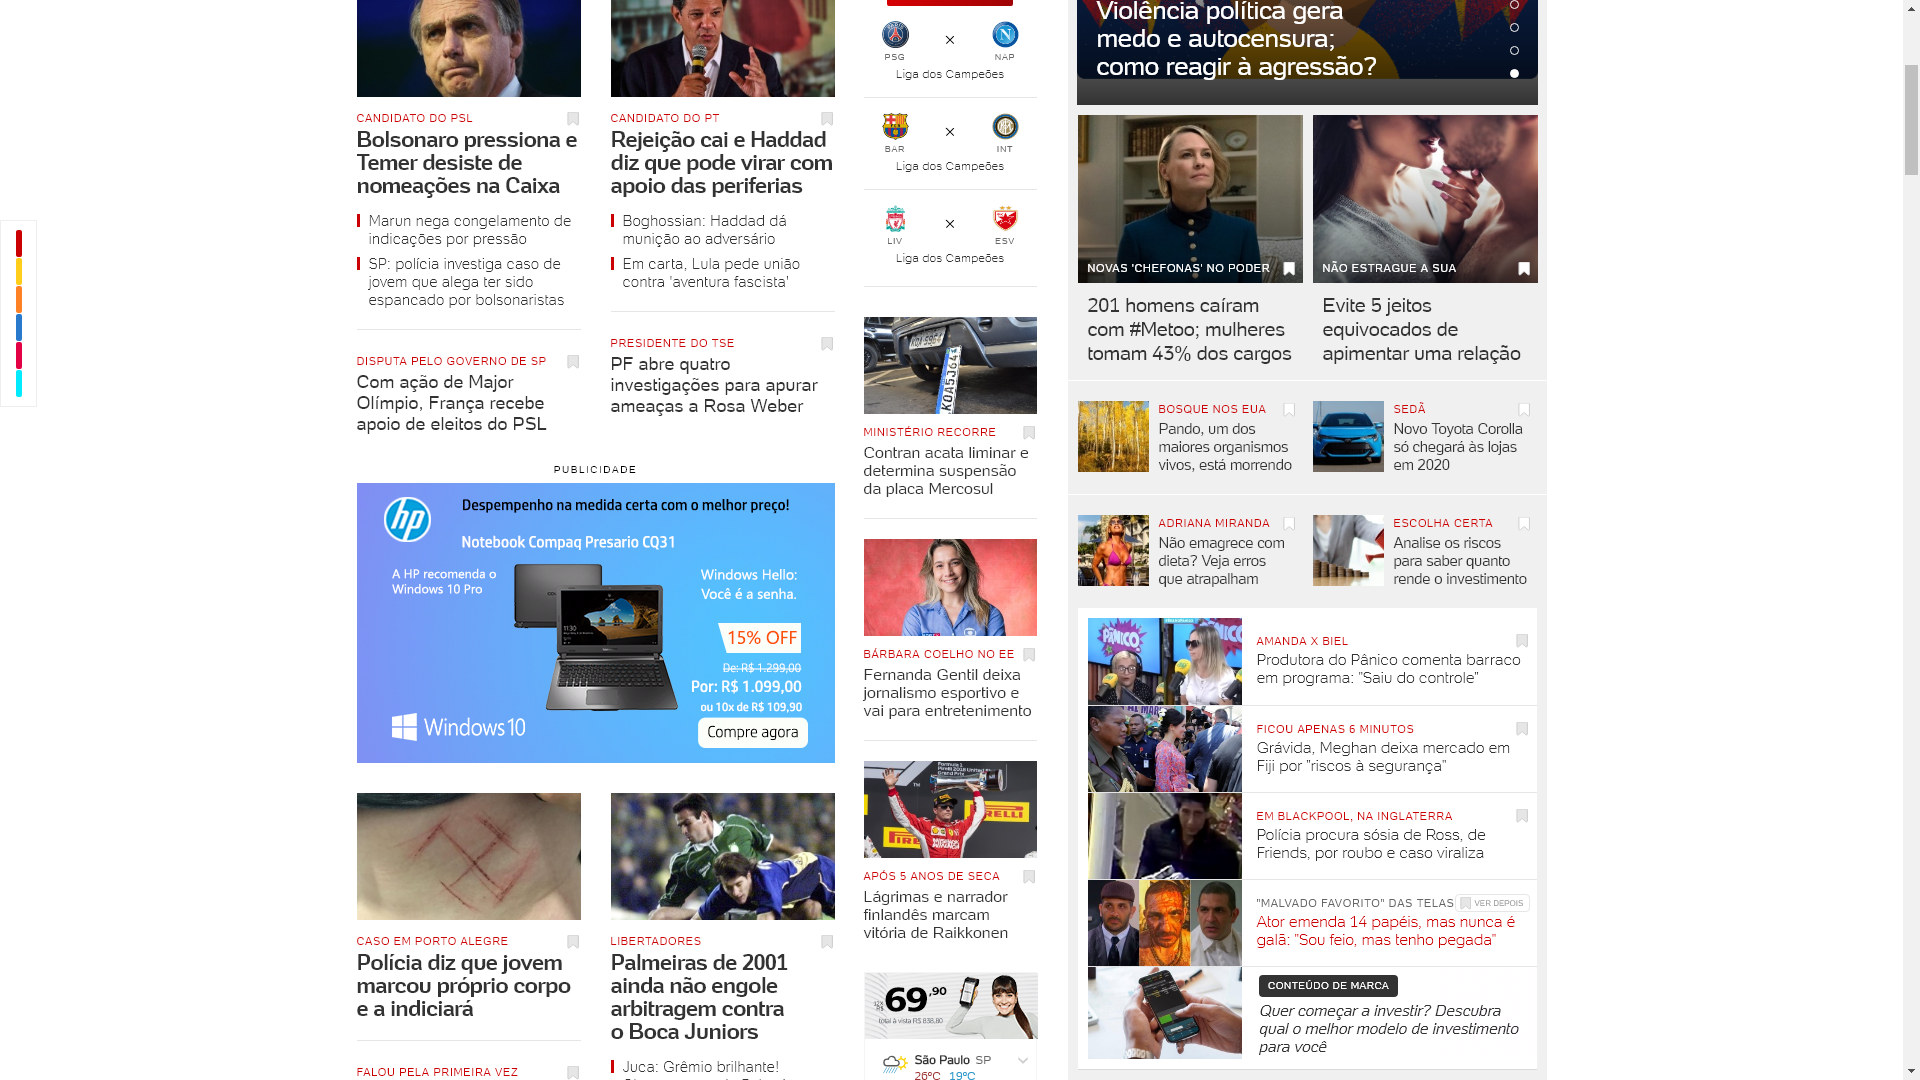 CANDIDATO DO PSL
Bolsonaro pressiona e
Temer desiste de
nomeações na Caixa
Marun nega congelamento de
indicações por pressão
SP: polícia investiga caso de
jovem que alega ter sido
espancado por bolsonaristas
DISPUTA PELO GOVERNO DE SP
Com ação de Major
Olímpio, França recebe
apoio de eleitos do PSL
CANDIDATO DO PT
Rejeição cai e Haddad
diz que pode virar com
apoio das periferias
Boghossian: Haddad dá
munição ao adversário
Em carta, Lula pede união
contra 'aventura fascista'
PRESIDENTE DO TSE
PF abre quatro
investigações para apurar
ameaças a Rosa Weber
PUBLICIDADE
hp
Despempenho na medida certa com o melhor preço!
Notebook Compaq Presario CQ31
A HP recomenda o
Windows 10 Pro
Windows Hello:
Você é a senha.
11:30
15% OFF
De: R$ 1.299,00
Por: R$ 1.099,00
ou 10x de R$ 109,90
Windows10
Compre agora
CASO EM PORTO ALEGRE
Polícia diz que jovem
marcou próprio corpo
e a indiciará
FALOU PELA PRIMEIRA VEZ
LIBERTADORES
Palmeiras de 2001
ainda não engole
arbitragem contra
o Boca Juniors
Juca: Grêmio brilhante!
PSG
×
NAP
Liga dos Campeões
BAR
×
INT
Liga dos Campeões
LIV
×
ESV
Liga dos Campeões
KOA5J64
MINISTÉRIO RECORRE
Contran acata liminar e
determina suspensão
da placa Mercosul
BÁRBARA COELHO NO EE
Fernanda Gentil deixa
jornalismo esportivo e
vai para entretenimento
PIRELLI
APÓS 5 ANOS DE SECA
Lágrimas e narrador
finlandês marcam
vitória de Raikkonen
69,90
total à vista R$ 838,80
São Paulo SP
26ºC 19ºC
Violência política gera
medo e autocensura;
como reagir à agressão?
NOVAS 'CHEFONAS' NO PODER
201 homens caíram
com #Metoo; mulheres
tomam 43% dos cargos
NÃO ESTRAGUE A SUA
Evite 5 jeitos
equivocados de
apimentar uma relação
BOSQUE NOS EUA
Pando, um dos
maiores organismos
vivos, está morrendo
SEDÃ
Novo Toyota Corolla
só chegará às lojas
em 2020
ADRIANA MIRANDA
Não emagrece com
dieta? Veja erros
que atrapalham
ESCOLHA CERTA
Analise os riscos
para saber quanto
rende o investimento
PÂNICO
AMANDA X BIEL
Produtora do Pânico comenta barraco
em programa: "Saiu do controle"
FICOU APENAS 6 MINUTOS
Grávida, Meghan deixa mercado em
Fiji por "riscos à segurança"
EM BLACKPOOL, NA INGLATERRA
Polícia procura sósia de Ross, de
Friends, por roubo e caso viraliza
"MALVADO FAVORITO" DAS TELAS
VER DEPOIS
Ator emenda 14 papéis, mas nunca é
galã: "Sou feio, mas tenho pegada"
CONTEÚDO DE MARCA
Quer começar a investir? Descubra
qual o melhor modelo de investimento
para você